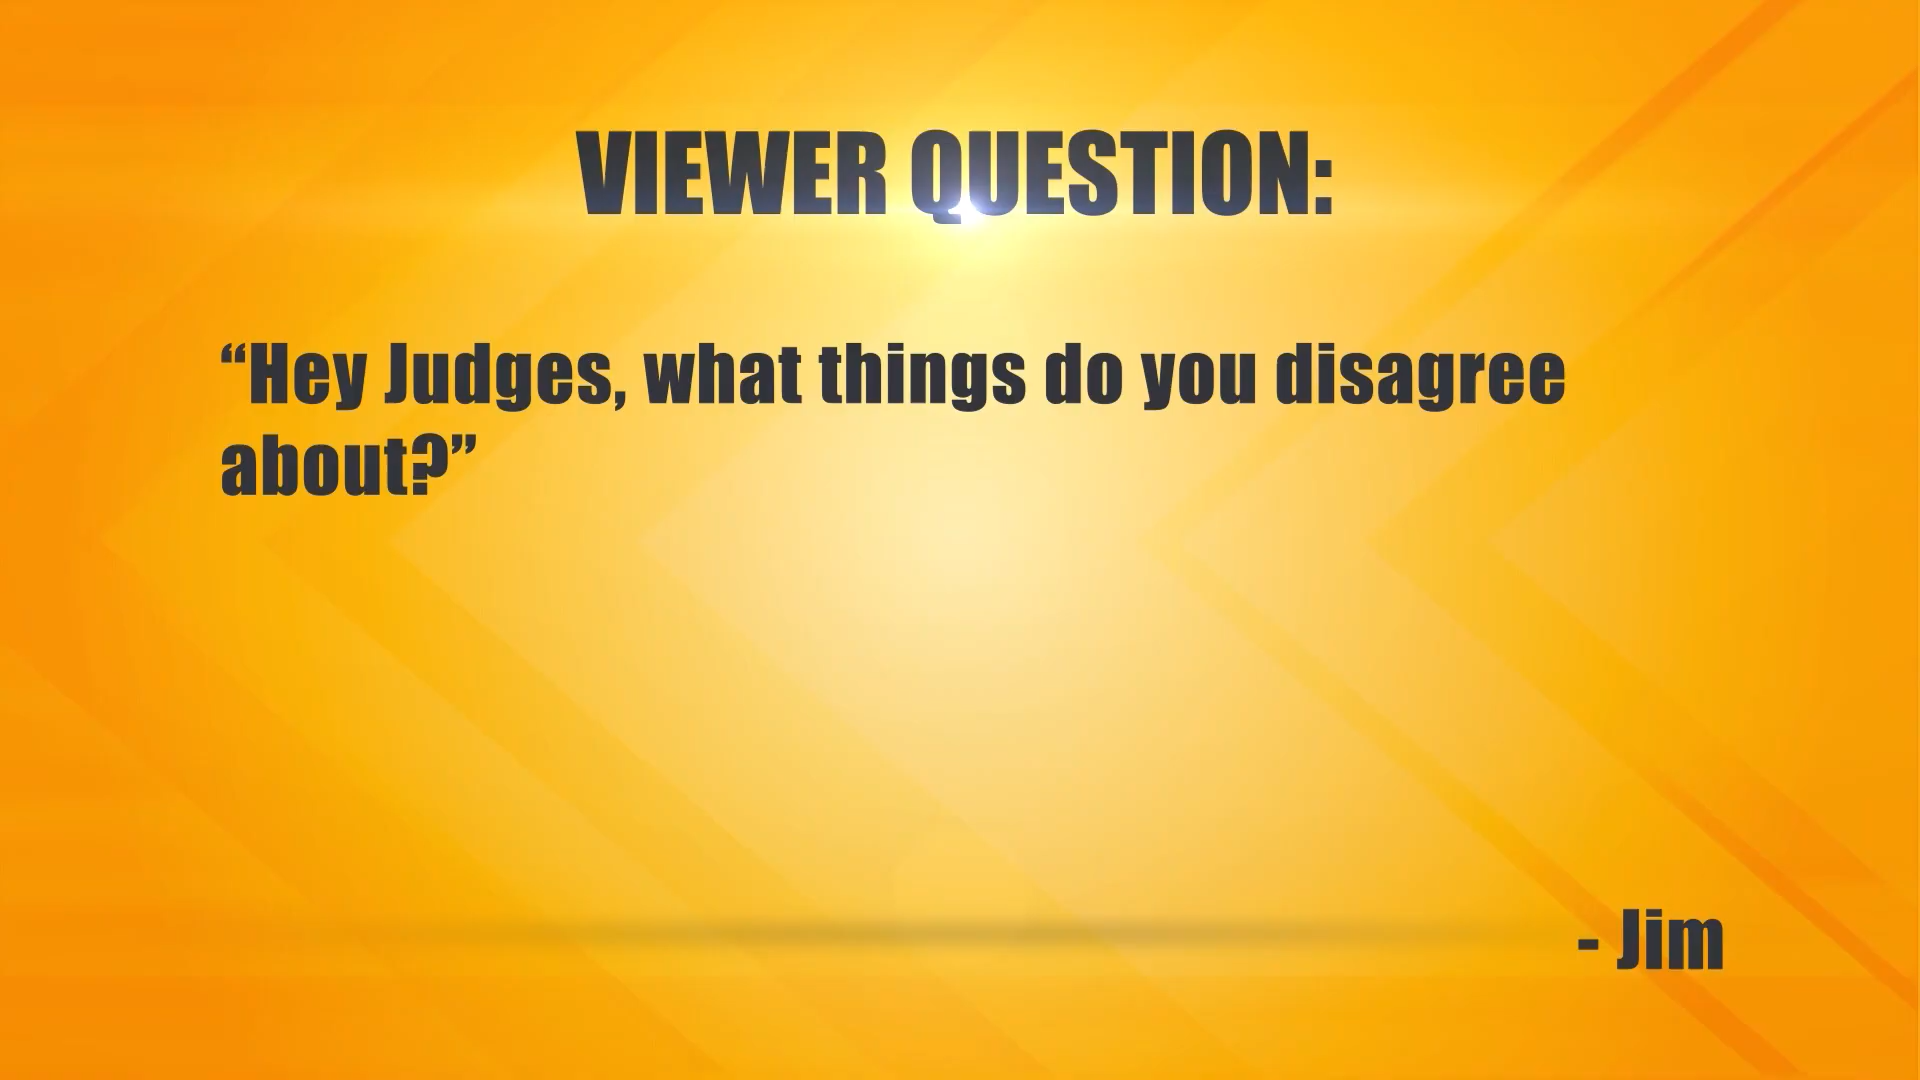 VIEWER QUESTION:
“Hey Judges, what things do you disagree
about?”
- Jim